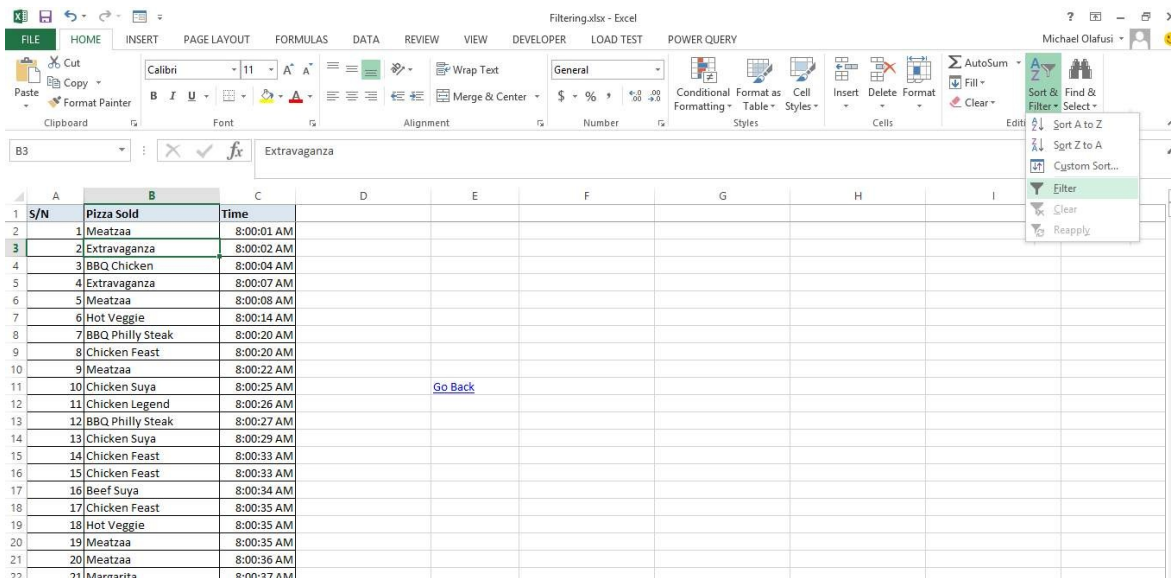 Filtering.xlsx - Excel
FILE HOME INSERT PAGE LAYOUT FORMULAS DATA REVIEW VIEW DEVELOPER LOAD TEST POWER QUERY Michael Olafusi
Paste
Cut
Copy
Format Painter
Clipboard
Calibri 11
B I U
Font
Wrap Text
Merge & Center
Alignment
General
$ % ,
Number
Conditional Formatting
Format as Table
Cell Styles
Styles
Insert Delete Format
Cells
AutoSum
Fill
Clear
Sort & Filter
Find & Select
Editi
Sort A to Z
Sort Z to A
Custom Sort...
Filter
Clear
Reapply
B3 fx Extravaganza
A B C D E F G H I
1 S/N Pizza Sold Time
2 1 Meatzaa 8:00:01 AM
3 2 Extravaganza 8:00:02 AM
4 3 BBQ Chicken 8:00:04 AM
5 4 Extravaganza 8:00:07 AM
6 5 Meatzaa 8:00:08 AM
7 6 Hot Veggie 8:00:14 AM
8 7 BBQ Philly Steak 8:00:20 AM
9 8 Chicken Feast 8:00:20 AM
10 9 Meatzaa 8:00:22 AM
11 10 Chicken Suya 8:00:25 AM Go Back
12 11 Chicken Legend 8:00:26 AM
13 12 BBQ Philly Steak 8:00:27 AM
14 13 Chicken Suya 8:00:29 AM
15 14 Chicken Feast 8:00:33 AM
16 15 Chicken Feast 8:00:33 AM
17 16 Beef Suya 8:00:34 AM
18 17 Chicken Feast 8:00:35 AM
19 18 Hot Veggie 8:00:35 AM
20 19 Meatzaa 8:00:35 AM
21 20 Meatzaa 8:00:36 AM
22 21 Margarita 8:00:37 AM